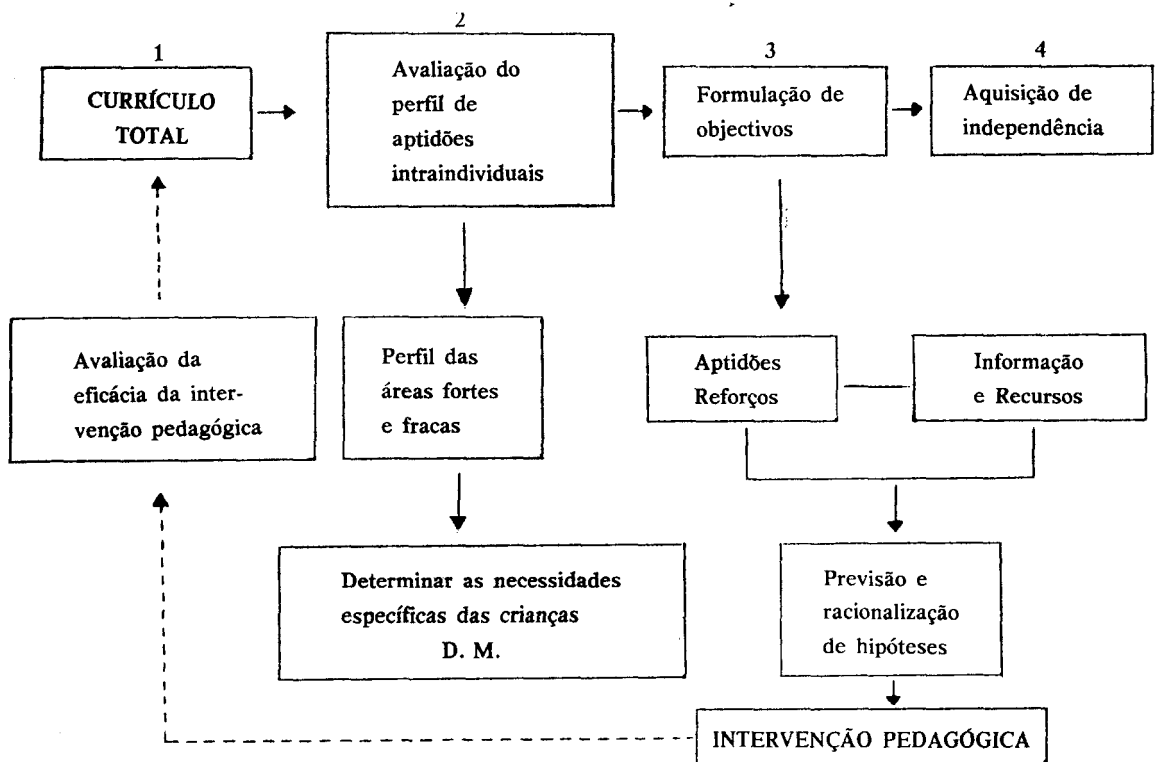 1
CURRÍCULO
TOTAL
2
Avaliação do
perfil de
aptidões
intraindividuais
3
Formulação de
objectivos
4
Aquisição de
independência
Avaliação da
eficácia da inter-
venção pedagógica
Perfil das
áreas fortes
e fracas
Aptidões
Reforços
Informação
e Recursos
Determinar as necessidades
específicas das crianças
D. M.
Previsão e
racionalização
de hipóteses
INTERVENÇÃO PEDAGÓGICA